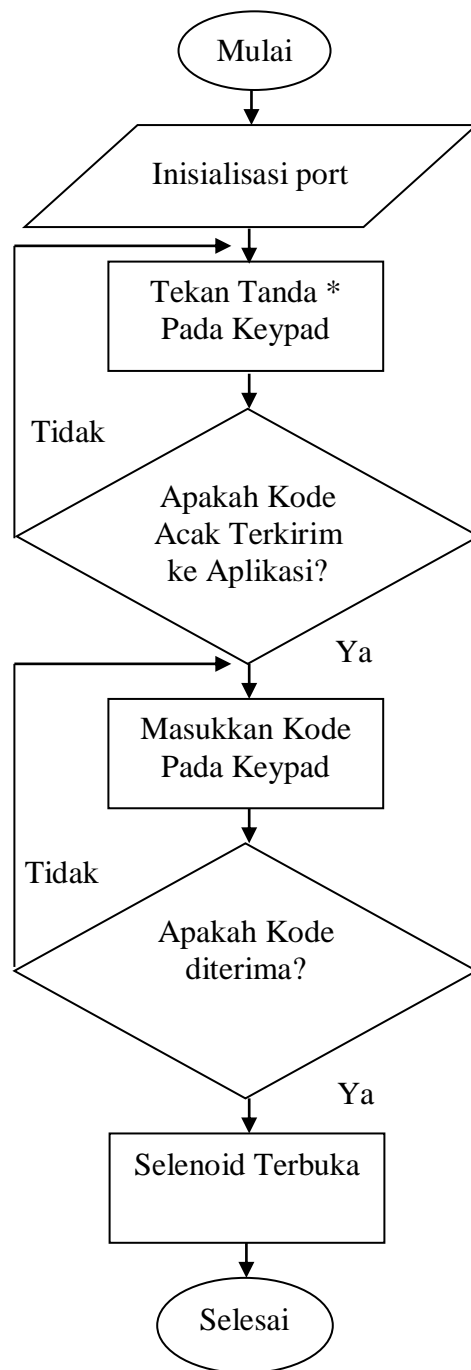 Mulai
Inisialisasi port
Tekan Tanda *
Pada Keypad
Tidak
Apakah Kode
Acak Terkirim
ke Aplikasi?
Ya
Masukkan Kode
Pada Keypad
Tidak
Apakah Kode
diterima?
Ya
Selenoid Terbuka
Selesai